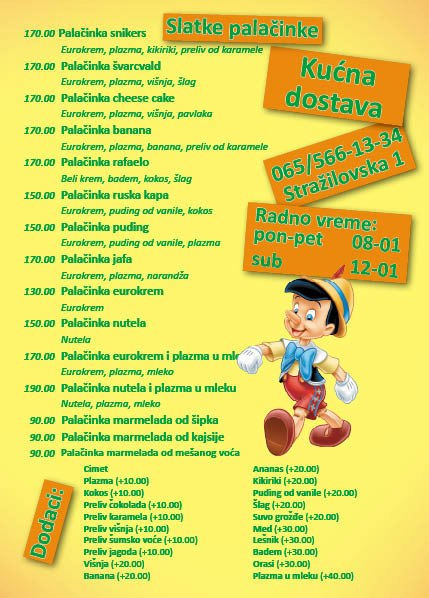 Slatke palačinke
170.00 Palačinka snikers
Eurokrem, plazma, kikiriki, preliv od karamele
170.00 Palačinka švarcvald
Eurokrem, plazma, višnja, šlag
170.00 Palačinka cheese cake
Eurokrem, plazma, višnja, pavlaka
170.00 Palačinka banana
Eurokrem, plazma, banana, preliv od karamele
170.00 Palačinka rafaelo
Beli krem, badem, kokos, šlag
150.00 Palačinka ruska kapa
Eurokrem, puding od vanile, kokos
150.00 Palačinka puding
Eurokrem, puding od vanile, plazma
170.00 Palačinka jafa
Eurokrem, plazma, narandža
130.00 Palačinka eurokrem
Eurokrem
150.00 Palačinka nutela
Nutela
170.00 Palačinka eurokrem i plazma u mle
Eurokrem, plazma, mleko
190.00 Palačinka nutela i plazma u mleku
Nutela, plazma, mleko
90.00 Palačinka marmelada od šipka
90.00 Palačinka marmelada od kajsije
90.00 Palačinka marmelada od mešanog voća
Kućna
dostava
065/566-13-34
Stražilovska 1
Radno vreme:
pon-pet 08-01
sub 12-01
Dodaci:
Cimet
Plazma (+10.00)
Kokos (+10.00)
Preliv čokolada (+10.00)
Preliv karamela (+10.00)
Preliv višnja (+10.00)
Preliv šumsko voće (+10.00)
Preliv jagoda (+10.00)
Višnja (+20.00)
Banana (+20.00)
Ananas (+20.00)
Kikiriki (+20.00)
Puding od vanile (+20.00)
Šlag (+20.00)
Suvo grožđe (+20.00)
Med (+30.00)
Lešnik (+30.00)
Badem (+30.00)
Orasi (+30.00)
Plazma u mleku (+40.00)